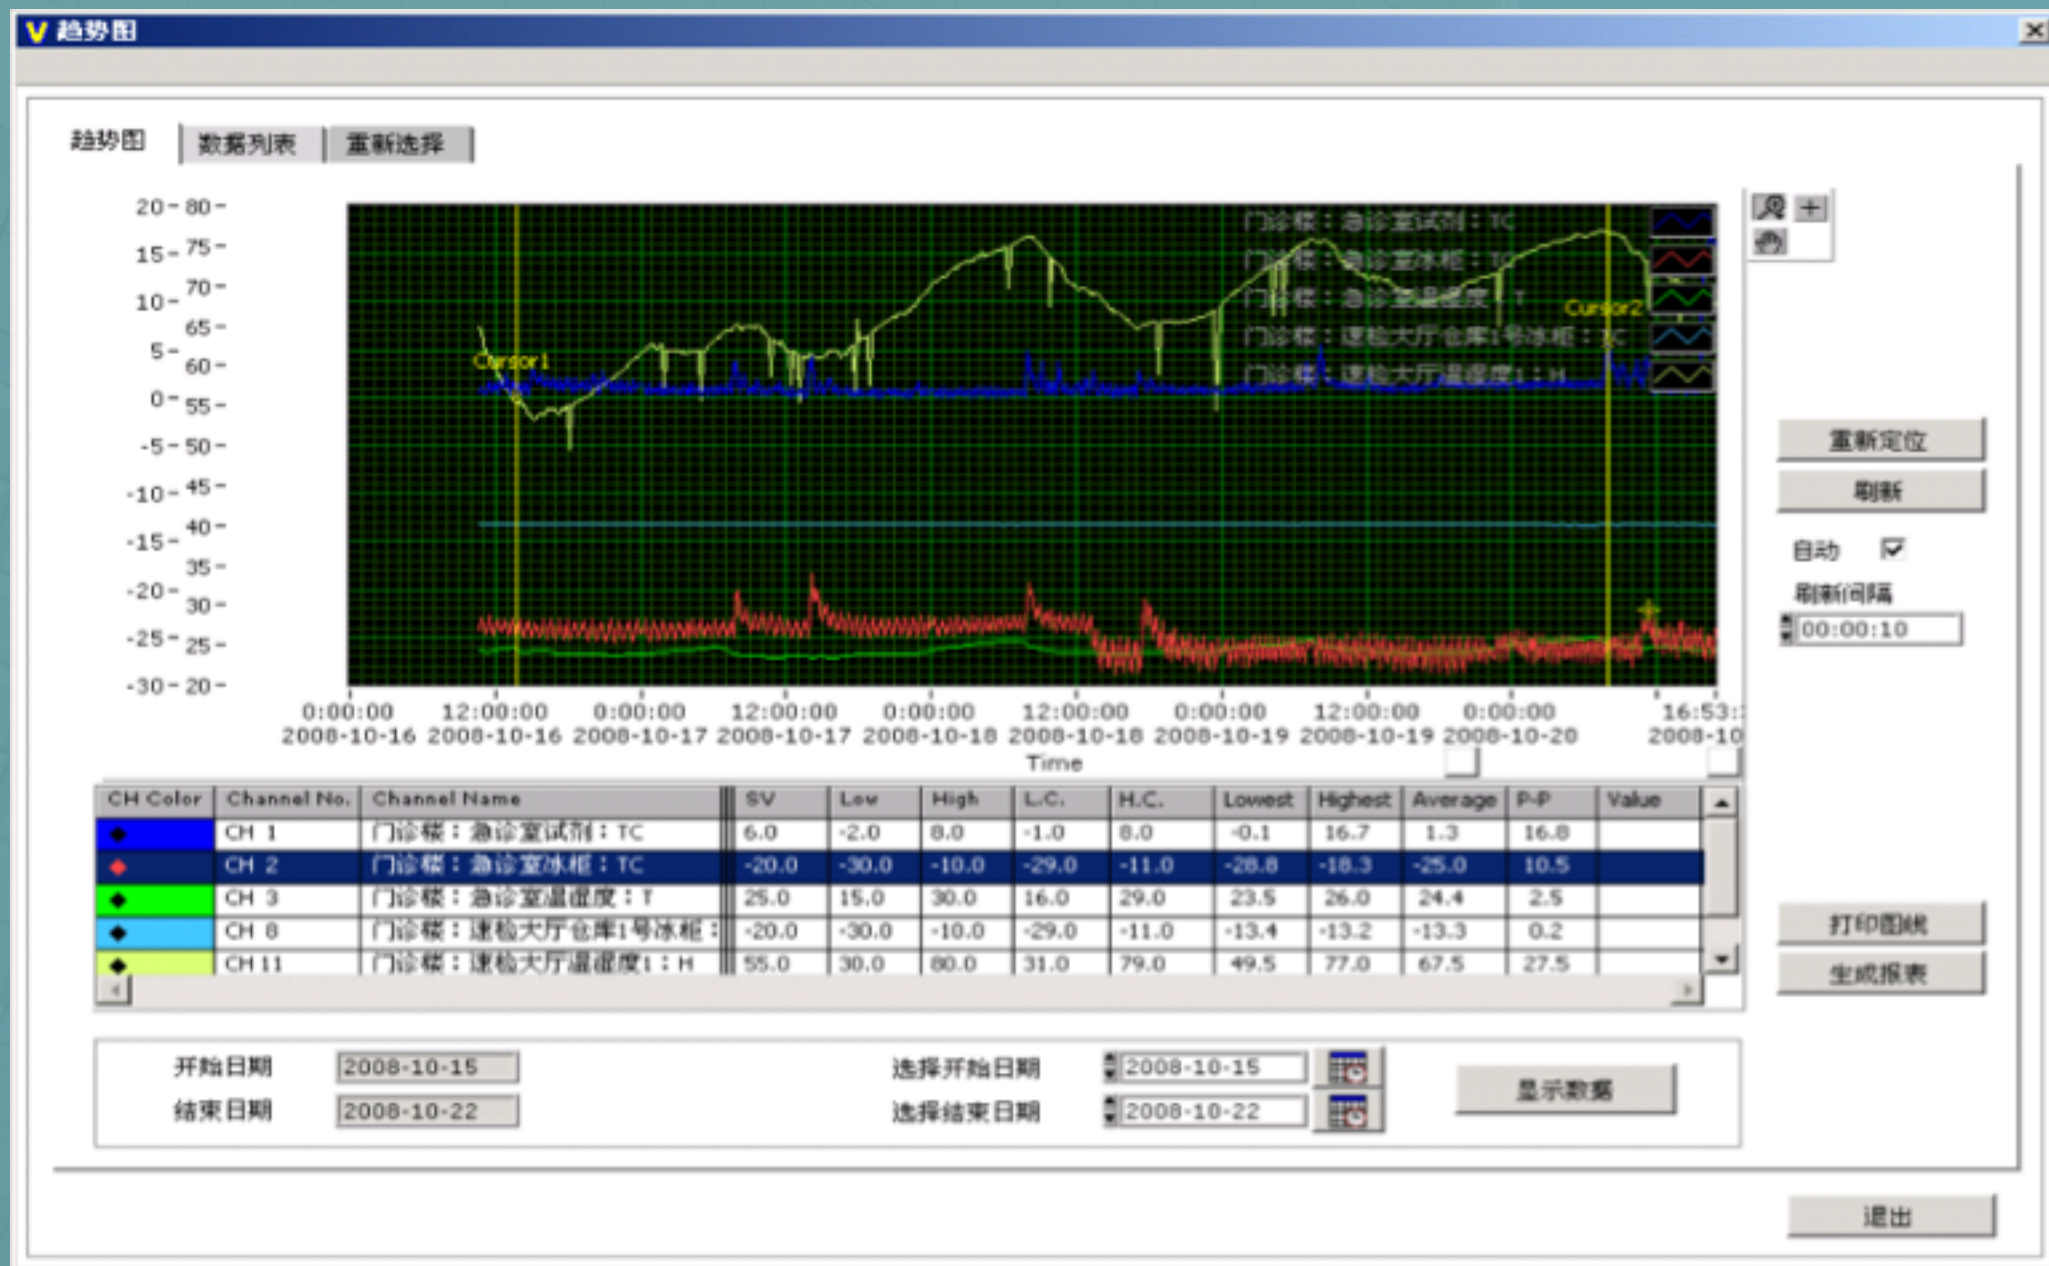 V 趋势图
趋势图 数据列表 重新选择
20 80
15 75
10 70
65
5 60
0 55
-5 50
-10 45
-15 40
35
-20 30
-25 25
-30 20
门诊楼：急诊室试剂：TC
门诊楼：急诊室冰柜：TC
门诊楼：急诊室温湿度：T
Cursor2
门诊楼：速检大厅仓库1号冰柜：TC
Cursor1
门诊楼：速检大厅温湿度1：H
0:00:00 12:00:00 0:00:00 12:00:00 0:00:00 12:00:00 0:00:00 12:00:00 0:00:00 16:53:
2008-10-16 2008-10-16 2008-10-17 2008-10-17 2008-10-18 2008-10-18 2008-10-19 2008-10-19 2008-10-20 2008-10
Time
重新定位
刷新
自动
刷新间隔
00:00:10
CH Color Channel No. Channel Name SV Low High L.C. H.C. Lowest Highest Average P-P Value
CH 1 门诊楼：急诊室试剂：TC 6.0 -2.0 8.0 -1.0 8.0 -0.1 16.7 1.3 16.8
CH 2 门诊楼：急诊室冰柜：TC -20.0 -30.0 -10.0 -29.0 -11.0 -28.8 -18.3 -25.0 10.5
CH 3 门诊楼：急诊室温湿度：T 25.0 15.0 30.0 16.0 29.0 23.5 26.0 24.4 2.5
CH 8 门诊楼：速检大厅仓库1号冰柜： -20.0 -30.0 -10.0 -29.0 -11.0 -13.4 -13.2 -13.3 0.2
CH 11 门诊楼：速检大厅温湿度1：H 55.0 30.0 80.0 31.0 79.0 49.5 77.0 67.5 27.5
打印图线
生成报表
开始日期 2008-10-15 选择开始日期 2008-10-15
结束日期 2008-10-22 选择结束日期 2008-10-22
显示数据
退出